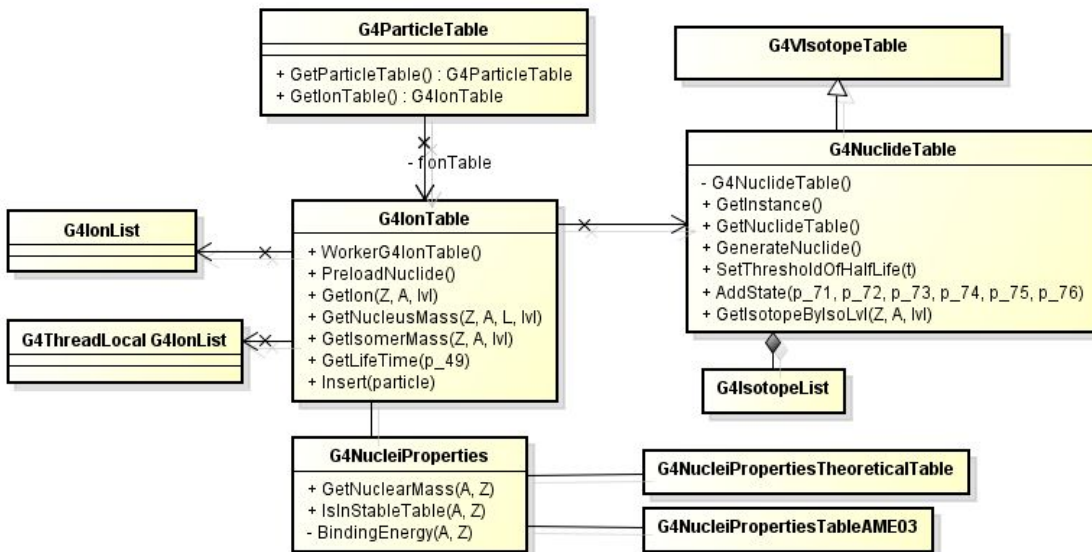 G4ParticleTable
+ GetParticleTable() : G4ParticleTable
+ GetIonTable() : G4IonTable
- fIonTable
G4VIsotopeTable
G4NuclideTable
- G4NuclideTable()
+ GetInstance()
+ GetNuclideTable()
+ GenerateNuclide()
+ SetThresholdOfHalfLife(t)
+ AddState(p_71, p_72, p_73, p_74, p_75, p_76)
+ GetIsotopeByIsoLvl(Z, A, lvl)
G4IsotopeList
G4IonList
G4ThreadLocal G4IonList
G4IonTable
+ WorkerG4IonTable()
+ PreloadNuclide()
+ GetIon(Z, A, lvl)
+ GetNucleusMass(Z, A, L, lvl)
+ GetIsomerMass(Z, A, lvl)
+ GetLifeTime(p_49)
+ Insert(particle)
G4NucleiProperties
+ GetNuclearMass(A, Z)
+ IsInStableTable(A, Z)
- BindingEnergy(A, Z)
G4NucleiPropertiesTheoreticalTable
G4NucleiPropertiesTableAME03